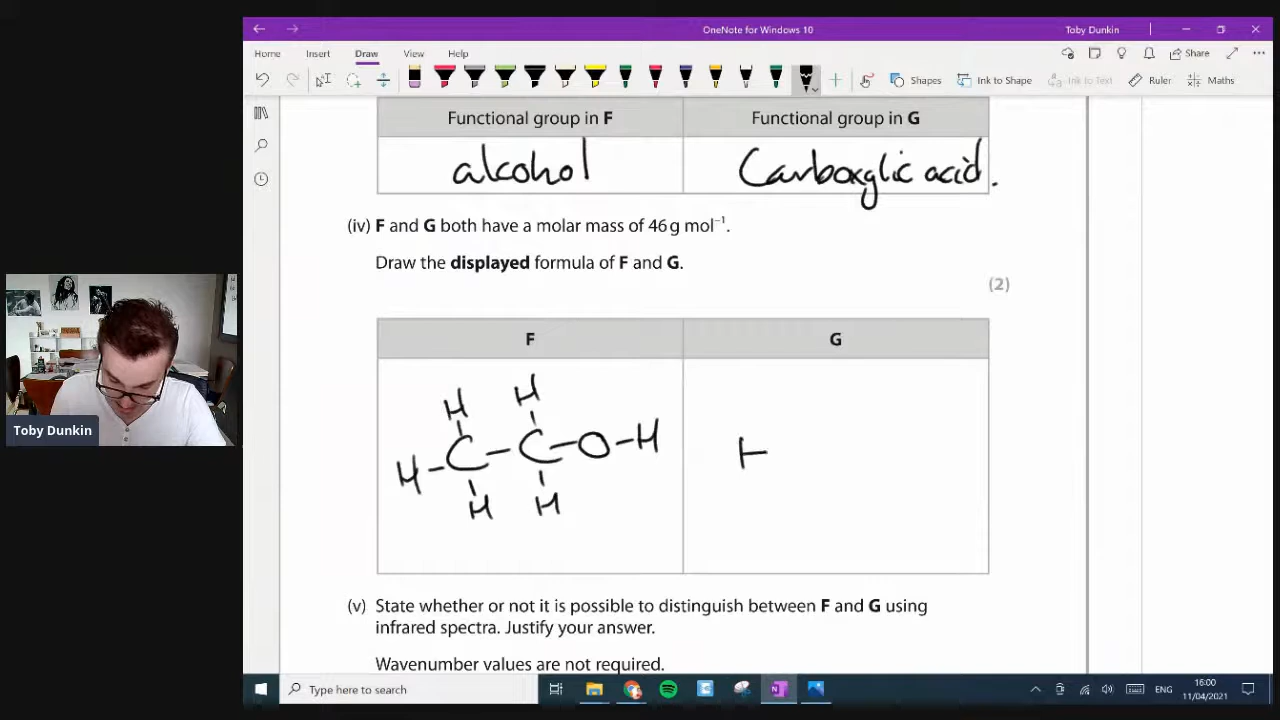 OneNote for Windows 10
Toby Dunkin
Home Insert Draw View Help
Share
Shapes Ink to Shape Ink to Text Ruler Maths
Functional group in F Functional group in G
alcohol Carboxglic acid.
(iv) F and G both have a molar mass of 46 g mol⁻¹.
Draw the displayed formula of F and G.
(2)
F G
H H
H-C-C-O-H H
H H
(v) State whether or not it is possible to distinguish between F and G using
infrared spectra. Justify your answer.
Wavenumber values are not required.
Toby Dunkin
Type here to search
ENG
16:00
11/04/2021